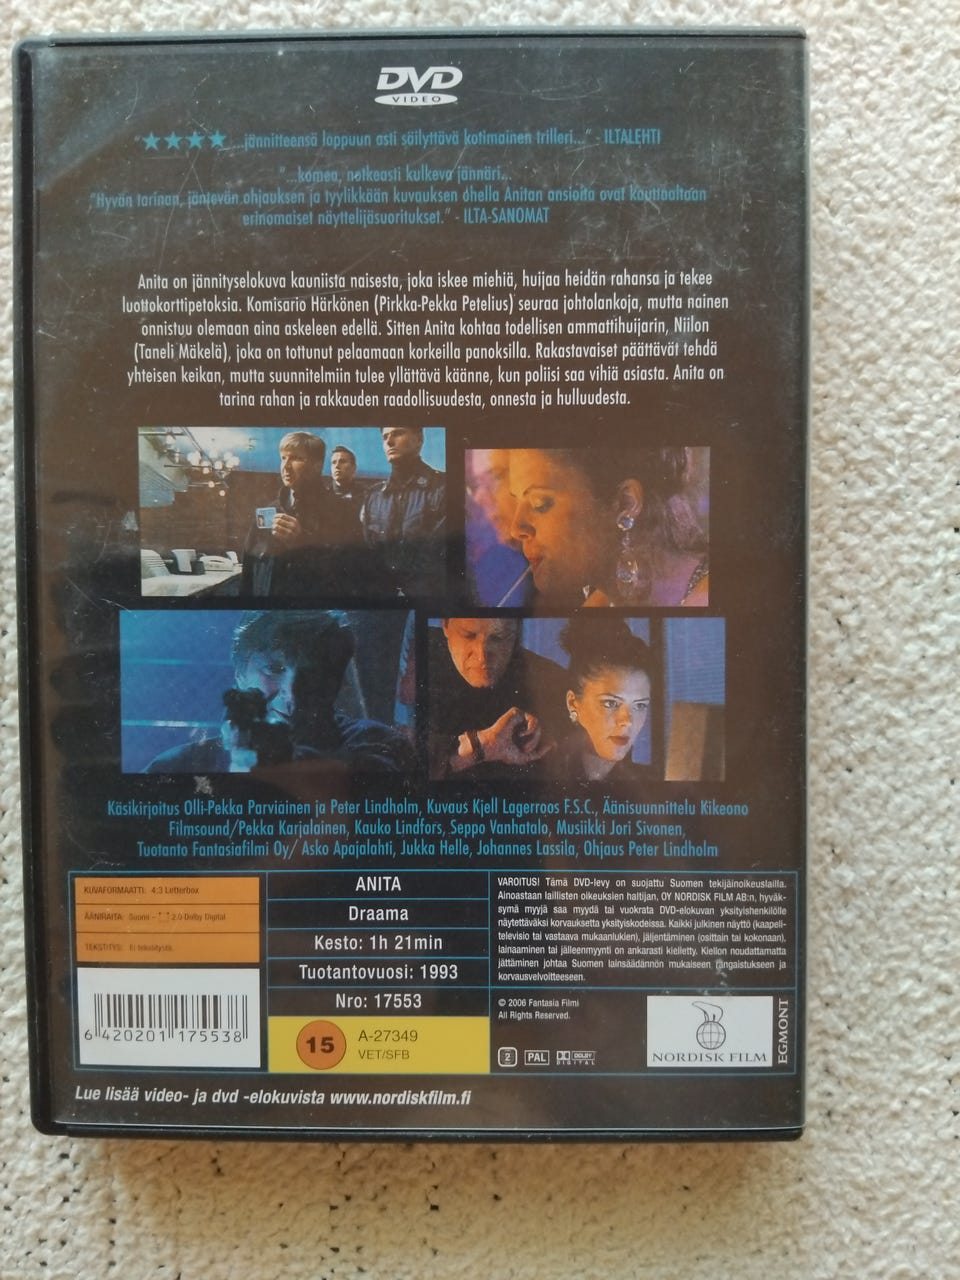 DVD
VIDEO
"★★★★ ...jännitteensä loppuun asti säilyttävä kotimainen trilleri..." - ILTALEHTI
"...komea, notkeasti kulkeva jännäri...
"Hyvän tarinan, jäntevän ohjauksen ja tyylikkään kuvauksen ohella Anitan ansioita ovat kauttaaltaan
erinomaiset näyttelijäsuoritukset." - ILTA-SANOMAT
Anita on jännityselokuva kauniista naisesta, joka iskee miehiä, huijaa heidän rahansa ja tekee
luottokorttipetoksia. Komisario Härkönen (Pirkka-Pekka Petelius) seuraa johtolankoja, mutta nainen
onnistuu olemaan aina askeleen edellä. Sitten Anita kohtaa todellisen ammattihuijarin, Niilon
(Taneli Mäkelä), joka on tottunut pelaamaan korkeilla panoksilla. Rakastavaiset päättävät tehdä
yhteisen keikan, mutta suunnitelmiin tulee yllättävä käänne, kun poliisi saa vihiä asiasta. Anita on
tarina rahan ja rakkauden raadollisuudesta, onnesta ja hulluudesta.
Käsikirjoitus Olli-Pekka Parviainen ja Peter Lindholm, Kuvaus Kjell Lagerroos F.S.C., Äänisuunnittelu Kikeono
Filmsound/Pekka Karjalainen, Kauko Lindfors, Seppo Vanhatalo, Musiikki Jori Sivonen,
Tuotanto Fantasiafilmi Oy/ Asko Apajalahti, Jukka Helle, Johannes Lassila, Ohjaus Peter Lindholm
KUVAFORMAATTI: 4:3 Letterbox
ÄÄNIRAITA: Suomi - 2.0 Dolby Digital
TEKSTITYS: Ei tekstitystä
6 420201 175538
ANITA
Draama
Kesto: 1h 21min
Tuotantovuosi: 1993
Nro: 17553
15 A-27349
VET/SFB
VAROITUS! Tämä DVD-levy on suojattu Suomen tekijäinoikeuslailla.
Ainoastaan laillisten oikeuksien haltijan, OY NORDISK FILM AB:n, hyväk-
symä myyjä saa myydä tai vuokrata DVD-elokuvan yksityishenkilölle
näytettäväksi korvauksetta yksityiskodeissa. Kaikki julkinen näyttö (kaapeli-
televisio tai vastaava mukaanlukien), jäljentäminen (osittain tai kokonaan),
lainaaminen tai jälleenmyynti on ankarasti kielletty. Kiellon noudattamatta
jättäminen johtaa Suomen lainsäädännön mukaiseen rangaistukseen ja
korvausvelvoitteeseen.
© 2006 Fantasia Filmi
All Rights Reserved.
2 PAL DOLBY
DIGITAL
NORDISK FILM
EGMONT
Lue lisää video- ja dvd -elokuvista www.nordiskfilm.fi